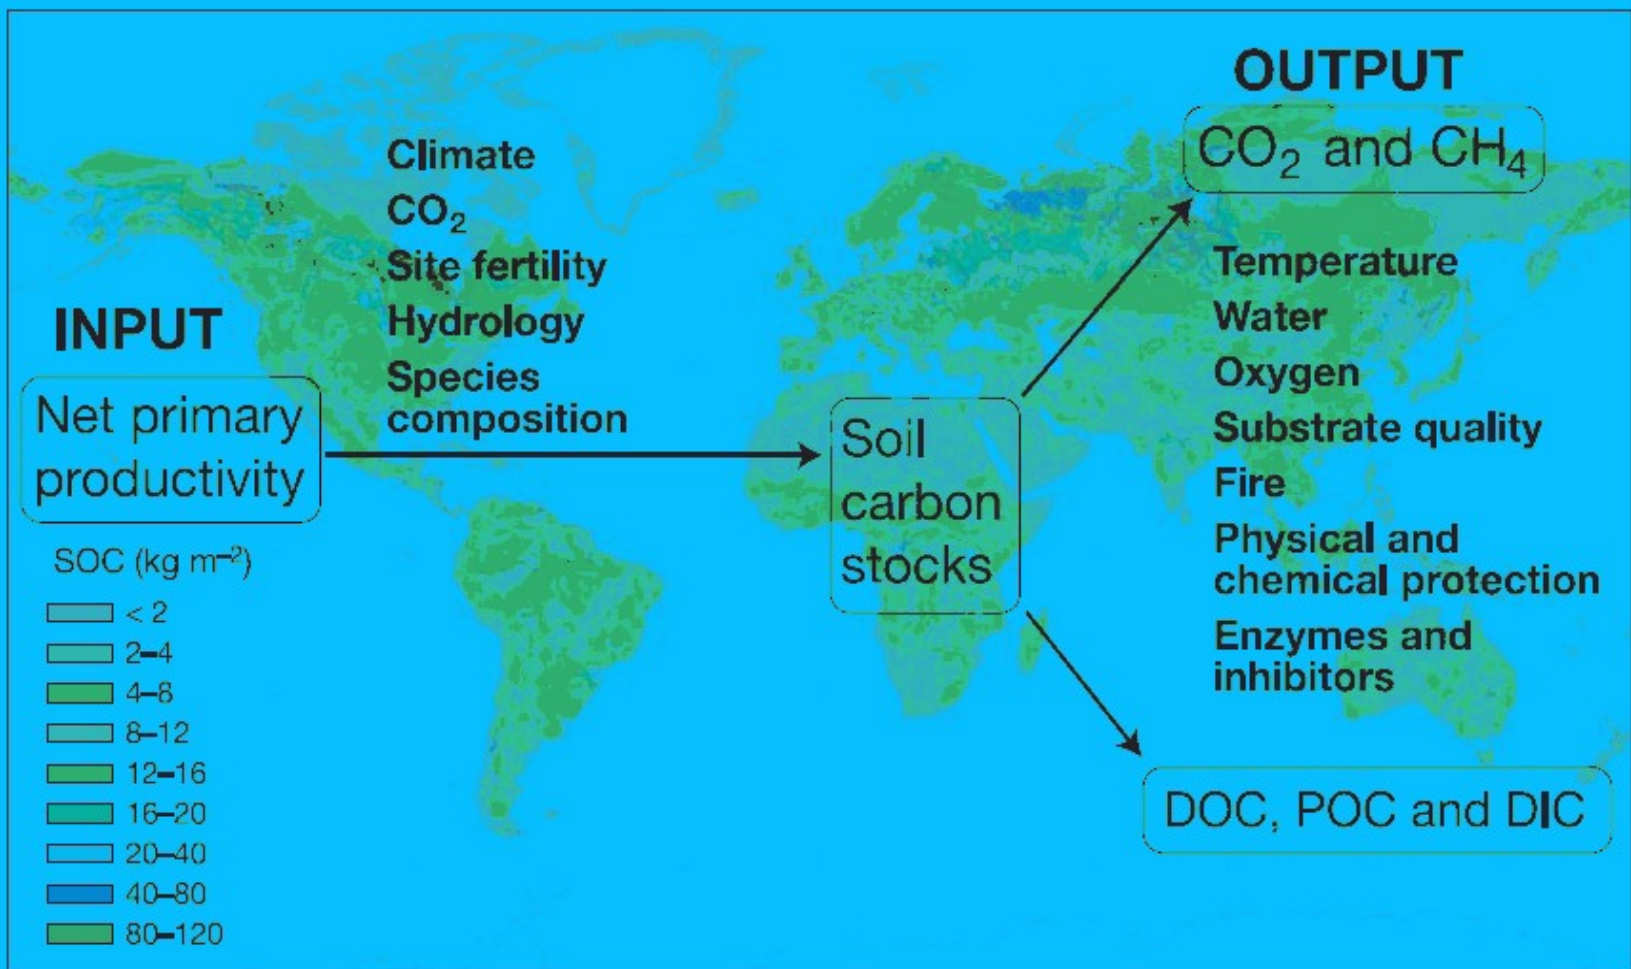 INPUT
Net primary
productivity
Climate
CO₂
Site fertility
Hydrology
Species
composition
Soil
carbon
stocks
OUTPUT
CO₂ and CH₄
Temperature
Water
Oxygen
Substrate quality
Fire
Physical and
chemical protection
Enzymes and
inhibitors
DOC, POC and DIC
SOC (kg m⁻²)
< 2
2–4
4–8
8–12
12–16
16–20
20–40
40–80
80–120